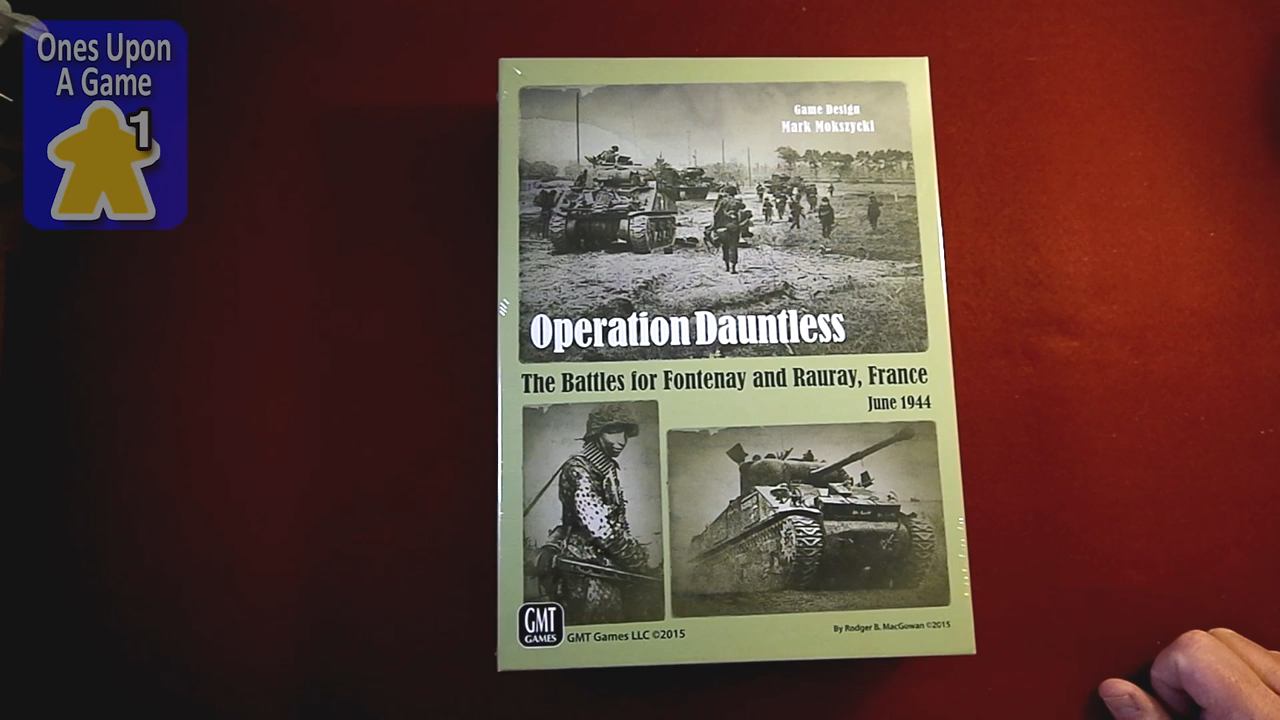 Ones Upon
A Game
1
Game Design
Mark Mokszycki
Operation Dauntless
The Battles for Fontenay and Rauray, France
June 1944
GMT
GAMES
GMT Games LLC ©2015
By Rodger B. MacGowan ©2015